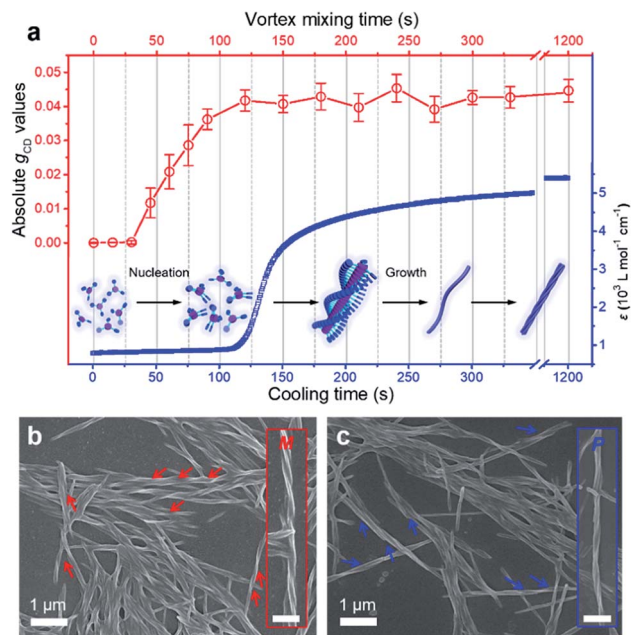 Vortex mixing time (s)
a
0 50 100 150 200 250 300 1200
Absolute gCD values
0.05
0.04
0.03
0.02
0.01
0.00
Nucleation
Growth
5
4
3
2
1
ε (10³ L mol⁻¹ cm⁻¹)
0 50 100 150 200 250 300 1200
Cooling time (s)
b
M
1 µm
c
P
1 µm